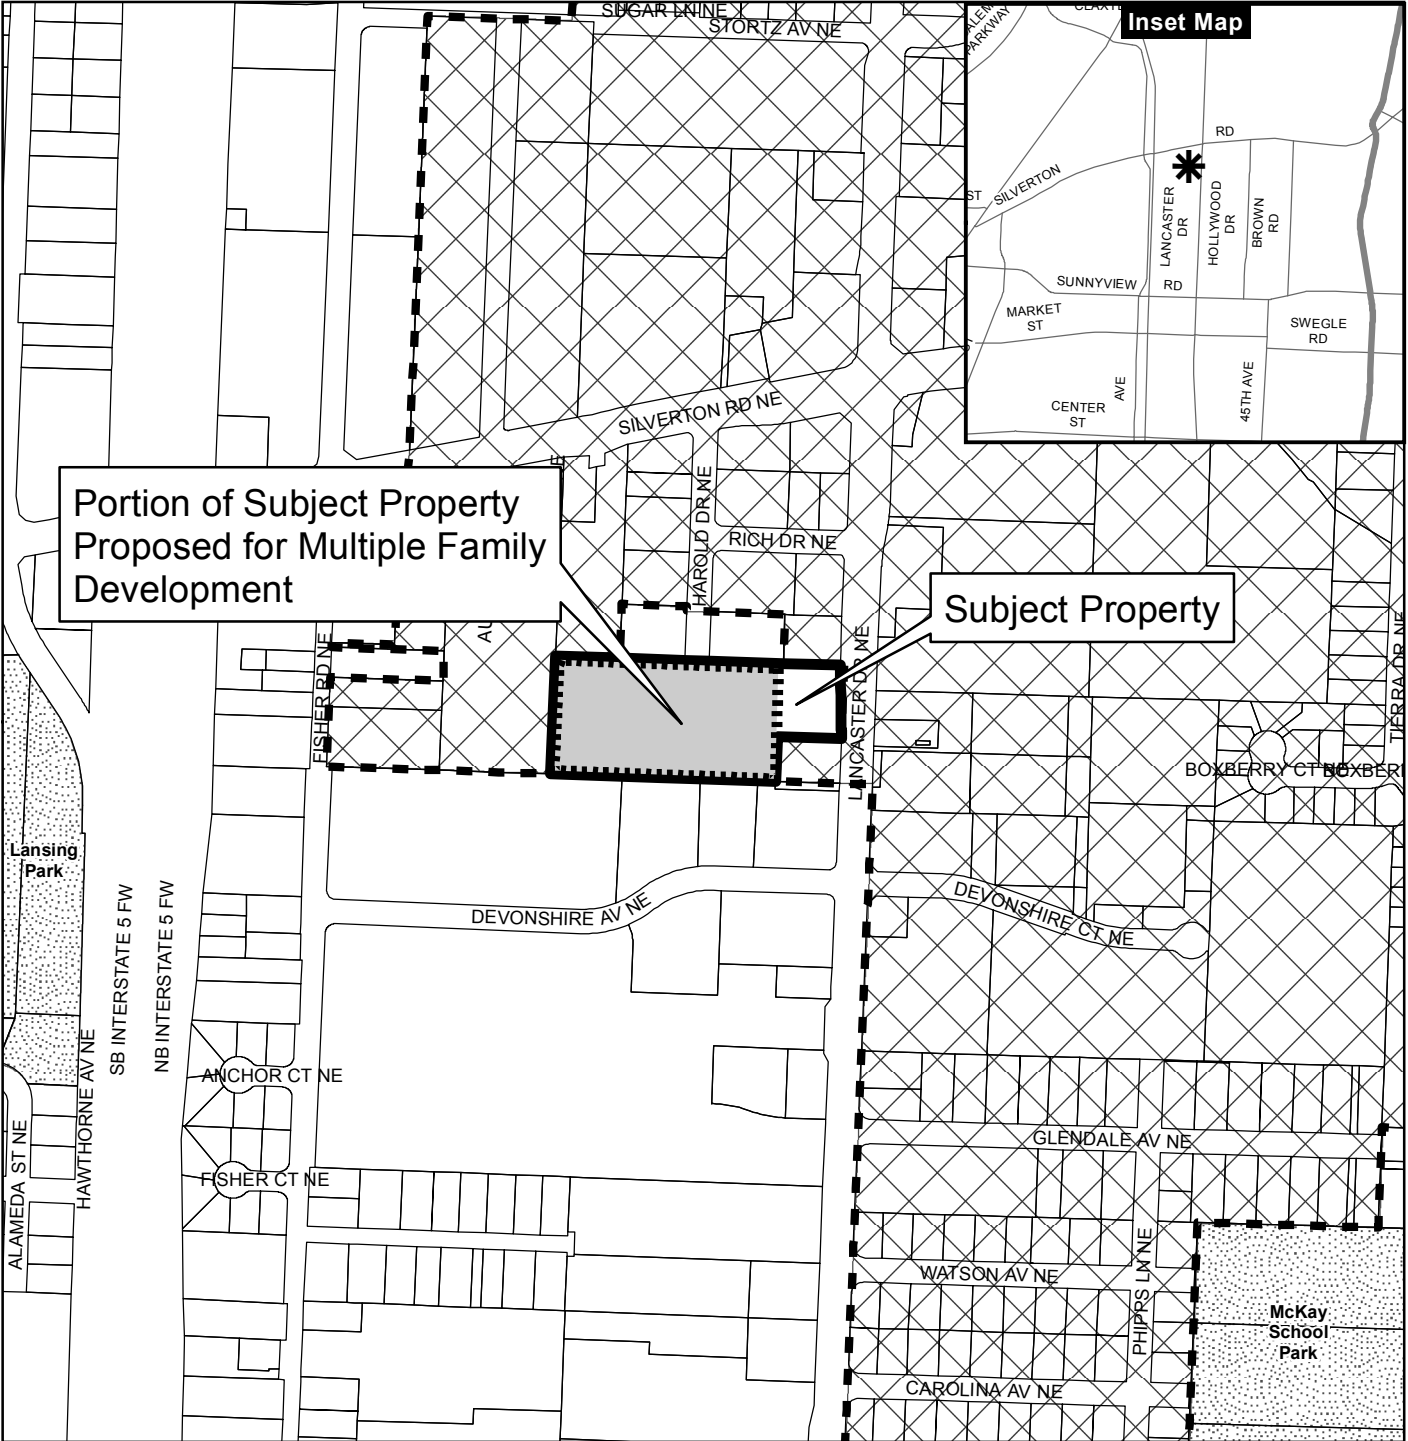 SUGAR LN NE
STORTZ AV NE
Inset Map
PARKWAY
RD
SILVERTON
ST
LANCASTER
DR
HOLLYWOOD
DR
BROWN
RD
SUNNYVIEW
RD
MARKET
ST
SWEGLE
RD
AVE
45TH AVE
CENTER
ST
SILVERTON RD NE
Portion of Subject Property
Proposed for Multiple Family
Development
HAROLD DR NE
RICH DR NE
Subject Property
FISHER RD NE
LANCASTER DR NE
TIERRA DR NE
BOXBERRY CT NE
Lansing
Park
SB INTERSTATE 5 FW
NB INTERSTATE 5 FW
DEVONSHIRE AV NE
DEVONSHIRE CT NE
HAWTHORNE AV NE
ANCHOR CT NE
GLENDALE AV NE
ALAMEDA ST NE
FISHER CT NE
WATSON AV NE
PHIPPS LN NE
McKay
School
Park
CAROLINA AV NE